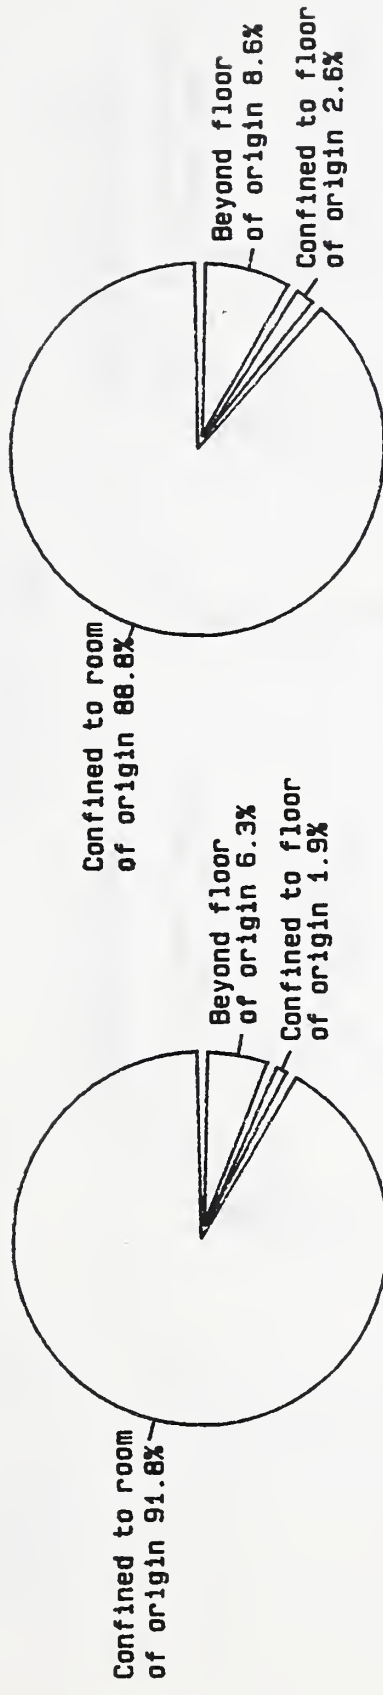 Confined to room
of origin 91.8%
Beyond floor
of origin 6.3%
Confined to floor
of origin 1.9%
Confined to room
of origin 88.8%
Beyond floor
of origin 8.6%
Confined to floor
of origin 2.6%